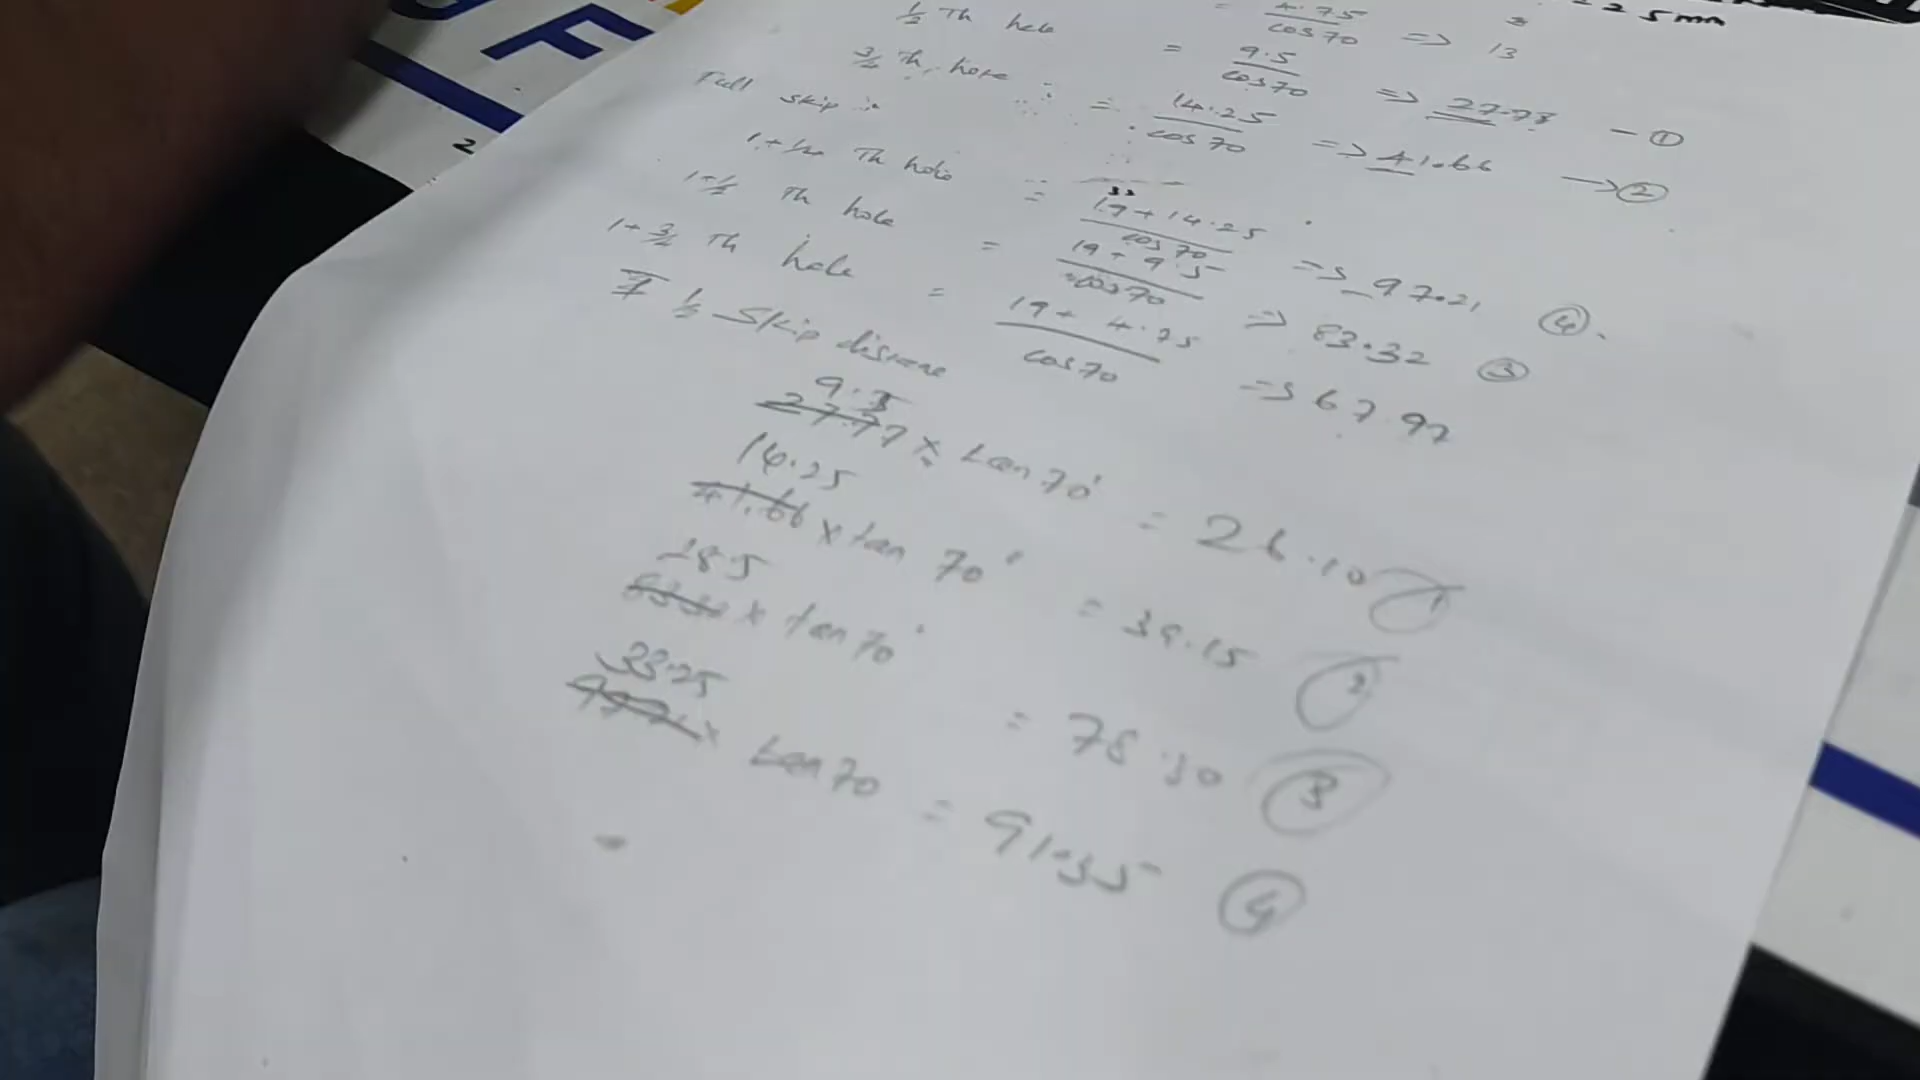 2.25mm
4.75 / cos 70 => 13
1/2 Th hole = 9.5 / cos 70 => 27.78 - ①
3/4 Th hole = 14.25 / cos 70 => 41.66 → ②
Full skip
1+1/4 Th hole = 19 + 14.25 / cos 70 => 97.21 ④
1+1/2 Th hole = 19 + 9.5 / cos 70 => 83.32 ③
1+3/4 Th hole = 19 + 4.75 / cos 70 => 67.97
1/2 Skip
9.5
27.77 x tan 70° = 26.10 1
14.25
41.66 x tan 70° = 39.15 2
28.5
x tan 70° = 78.30 3
33.25
x tan 70 = 91.35 4
F
2